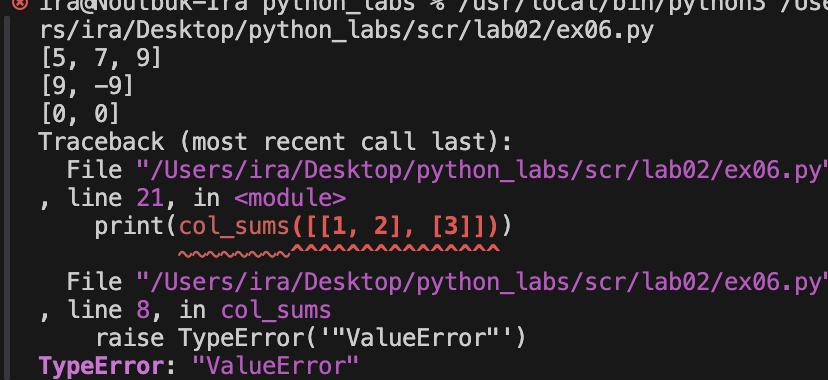 ira@Noutbuk-Ira python_labs % /usr/local/bin/python3 /Use
rs/ira/Desktop/python_labs/scr/lab02/ex06.py
[5, 7, 9]
[9, -9]
[0, 0]
Traceback (most recent call last):
  File "/Users/ira/Desktop/python_labs/scr/lab02/ex06.py"
, line 21, in <module>
    print(col_sums([[1, 2], [3]]))
          ~~~~~~~~^^^^^^^^^^^^^^^
  File "/Users/ira/Desktop/python_labs/scr/lab02/ex06.py"
, line 8, in col_sums
    raise TypeError('"ValueError"')
TypeError: "ValueError"